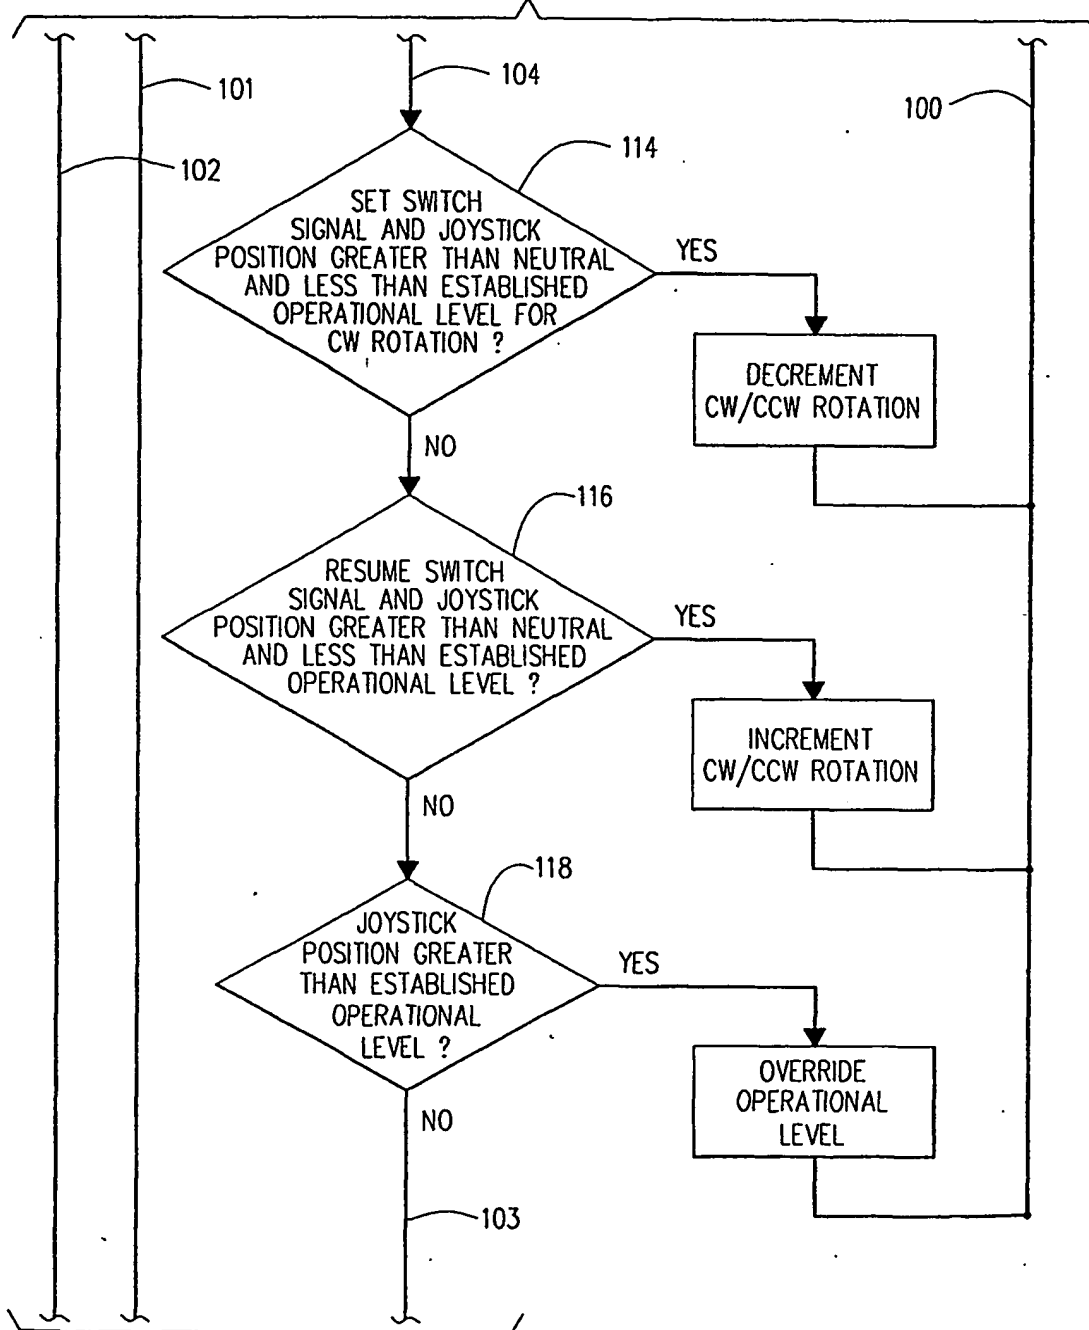 104
101
100
102
114
SET SWITCH
SIGNAL AND JOYSTICK
POSITION GREATER THAN NEUTRAL
AND LESS THAN ESTABLISHED
OPERATIONAL LEVEL FOR
CW ROTATION ?
YES
DECREMENT
CW/CCW ROTATION
NO
116
RESUME SWITCH
SIGNAL AND JOYSTICK
POSITION GREATER THAN NEUTRAL
AND LESS THAN ESTABLISHED
OPERATIONAL LEVEL ?
YES
INCREMENT
CW/CCW ROTATION
NO
118
JOYSTICK
POSITION GREATER
THAN ESTABLISHED
OPERATIONAL
LEVEL ?
YES
OVERRIDE
OPERATIONAL
LEVEL
NO
103